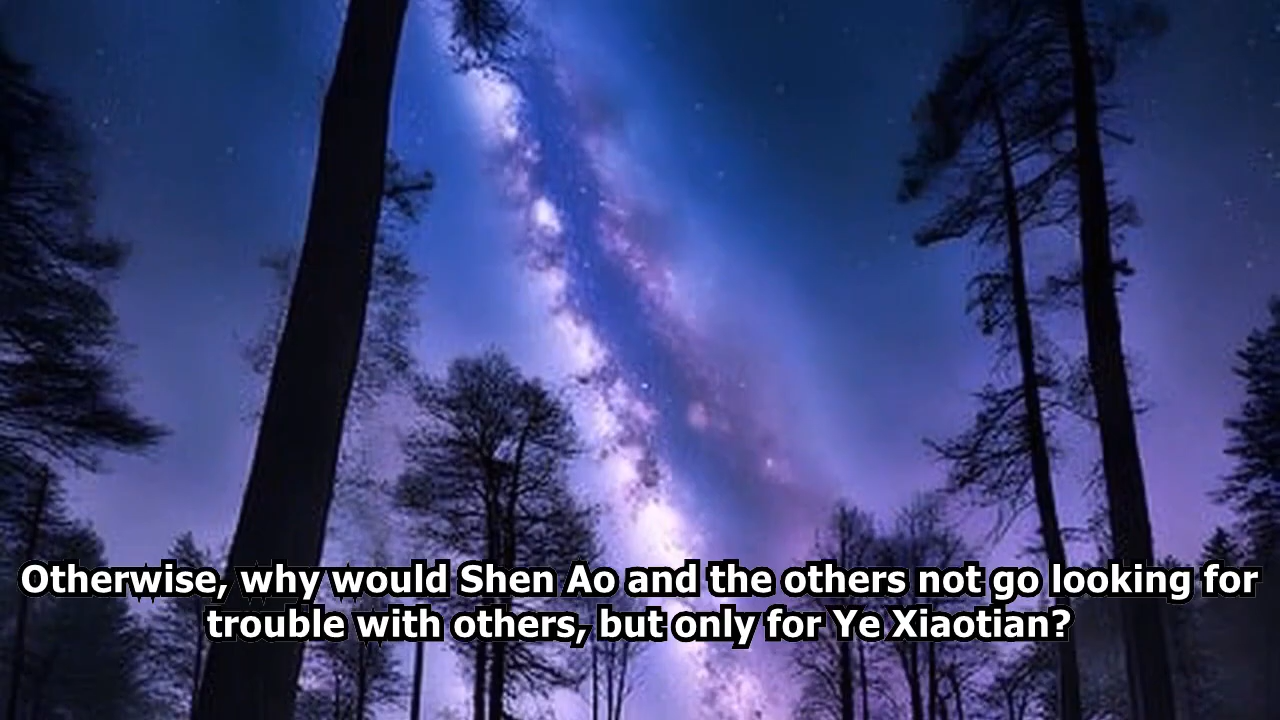 Otherwise, why would Shen Ao and the others not go looking for
trouble with others, but only for Ye Xiaotian?